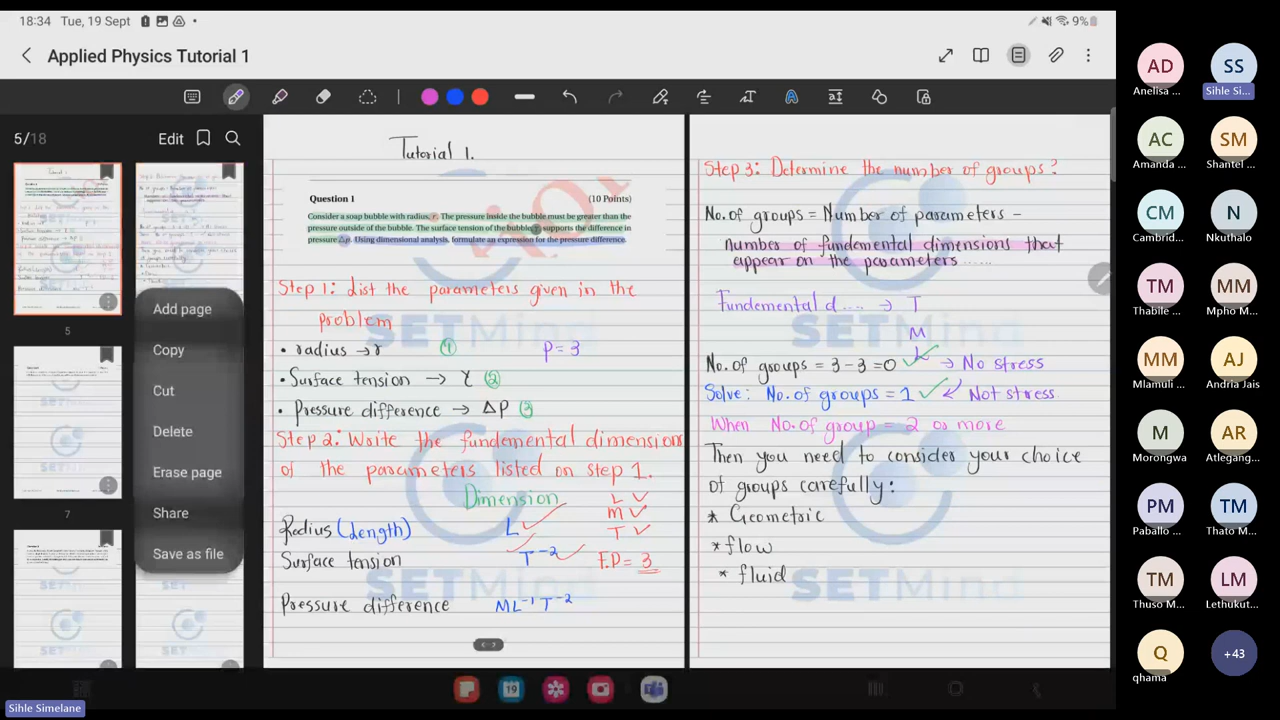 18:34 Tue, 19 Sept
9%
Applied Physics Tutorial 1
5/18
Edit
5
7
Add page
Copy
Cut
Delete
Erase page
Share
Save as file
Tutorial 1.
Question 1 (10 Points)
Consider a soap bubble with radius, r. The pressure inside the bubble must be greater than the
pressure outside of the bubble. The surface tension of the bubble, γ, supports the difference in
pressure Δp. Using dimensional analysis, formulate an expression for the pressure difference.
Step 1: List the parameters given in the
problem
• radius → r ① P = 3
• Surface tension → γ ②
• Pressure difference → ΔP ③
Step 2: Write the fundamental dimension
of the parameters listed on step 1.
Dimension
L ✓
M ✓
T ✓
Radius (Length) L
Surface tension T⁻² F.D = 3
Pressure difference ML⁻¹T⁻²
Step 3: Determine the number of groups?
No. of groups = Number of parameters -
number of fundamental dimensions that
appear on the parameters ......
Fundemental d.... → T
M
L
No. of groups = 3 - 3 = 0 ✓ → No stress
Solve: No. of groups = 1 ✓ Not stress
When No. of group = 2 or more
Then you need to consider your choice
of groups carefully:
* Geometric
* flow
* fluid
SETMind
SETMind
SETMind
SETMind
19
AD
Anelisa ...
SS
Sihle Si...
AC
Amanda ...
SM
Shantel ...
CM
Cambrid...
N
Nkuthalo
TM
Thabile ...
MM
Mpho M...
MM
Mlamuli ...
AJ
Andria Jais
M
Morongwa
AR
Atlegang...
PM
Paballo ...
TM
Thato M...
TM
Thuso M...
LM
Lethukut...
Q
qhama
+43
Sihle Simelane